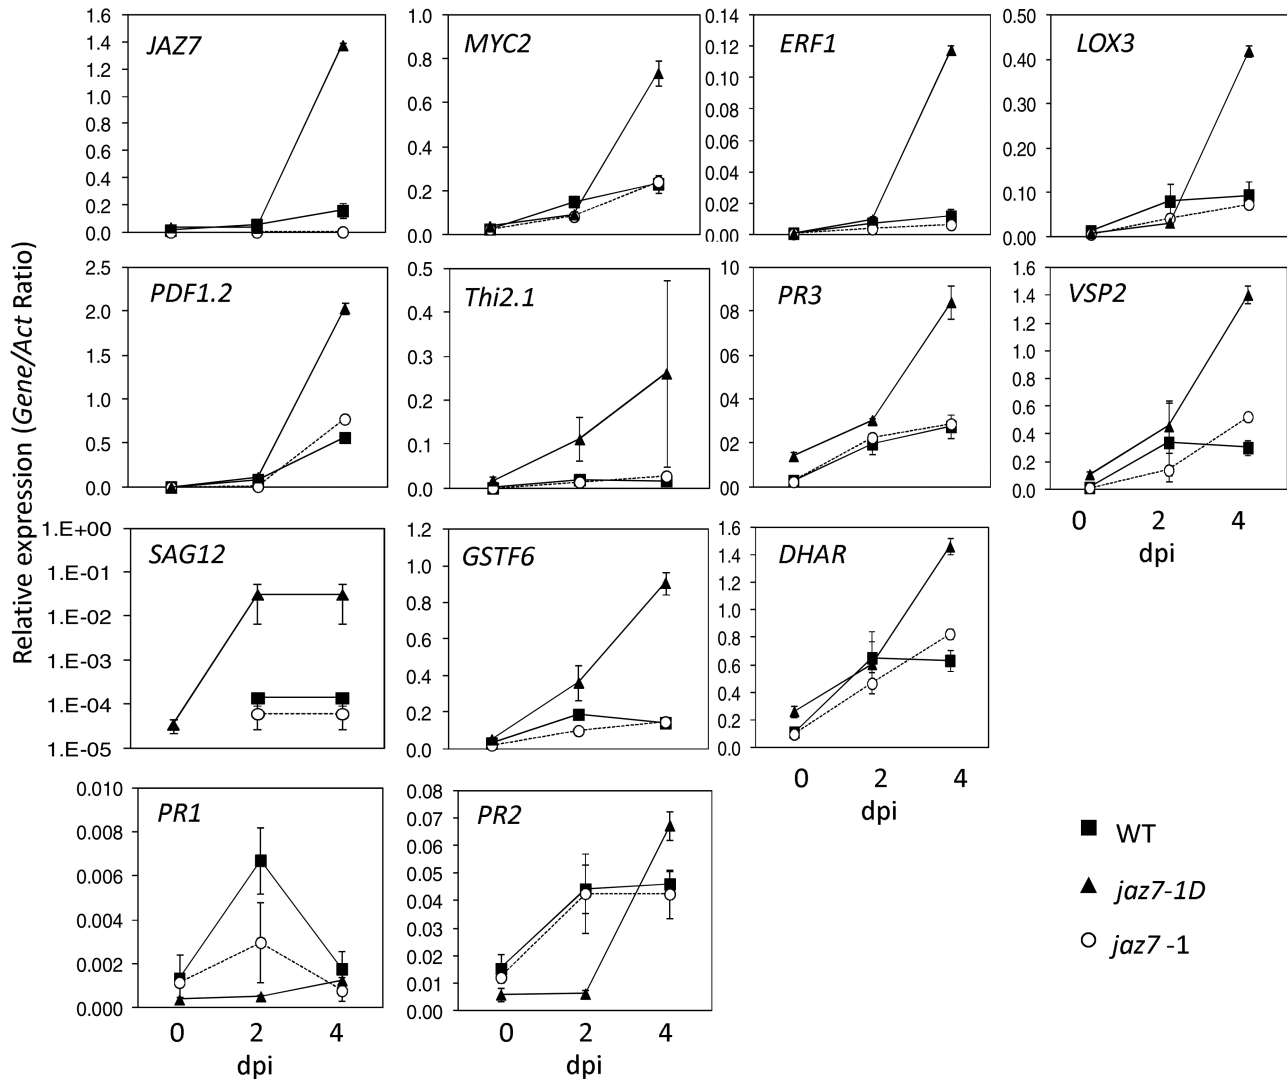 Relative expression (Gene/Act Ratio)
JAZ7
1.6
1.4
1.2
1.0
0.8
0.6
0.4
0.2
0.0
MYC2
1.0
0.8
0.6
0.4
0.2
0.0
ERF1
0.14
0.12
0.10
0.08
0.06
0.04
0.02
0.00
LOX3
0.50
0.40
0.30
0.20
0.10
0.00
PDF1.2
2.5
2.0
1.5
1.0
0.5
0.0
Thi2.1
0.5
0.4
0.3
0.2
0.1
0.0
PR3
10
08
06
04
02
00
VSP2
1.6
1.4
1.2
1.0
0.8
0.6
0.4
0.2
0.0
0 2 4
dpi
SAG12
1.E+00
1.E-01
1.E-02
1.E-03
1.E-04
1.E-05
GSTF6
1.2
1.0
0.8
0.6
0.4
0.2
0.0
DHAR
1.6
1.4
1.2
1.0
0.8
0.6
0.4
0.2
0.0
0 2 4
dpi
PR1
0.010
0.008
0.006
0.004
0.002
0.000
0 2 4
dpi
PR2
0.08
0.07
0.06
0.05
0.04
0.03
0.02
0.01
0.00
0 2 4
dpi
WT
jaz7-1D
jaz7 -1